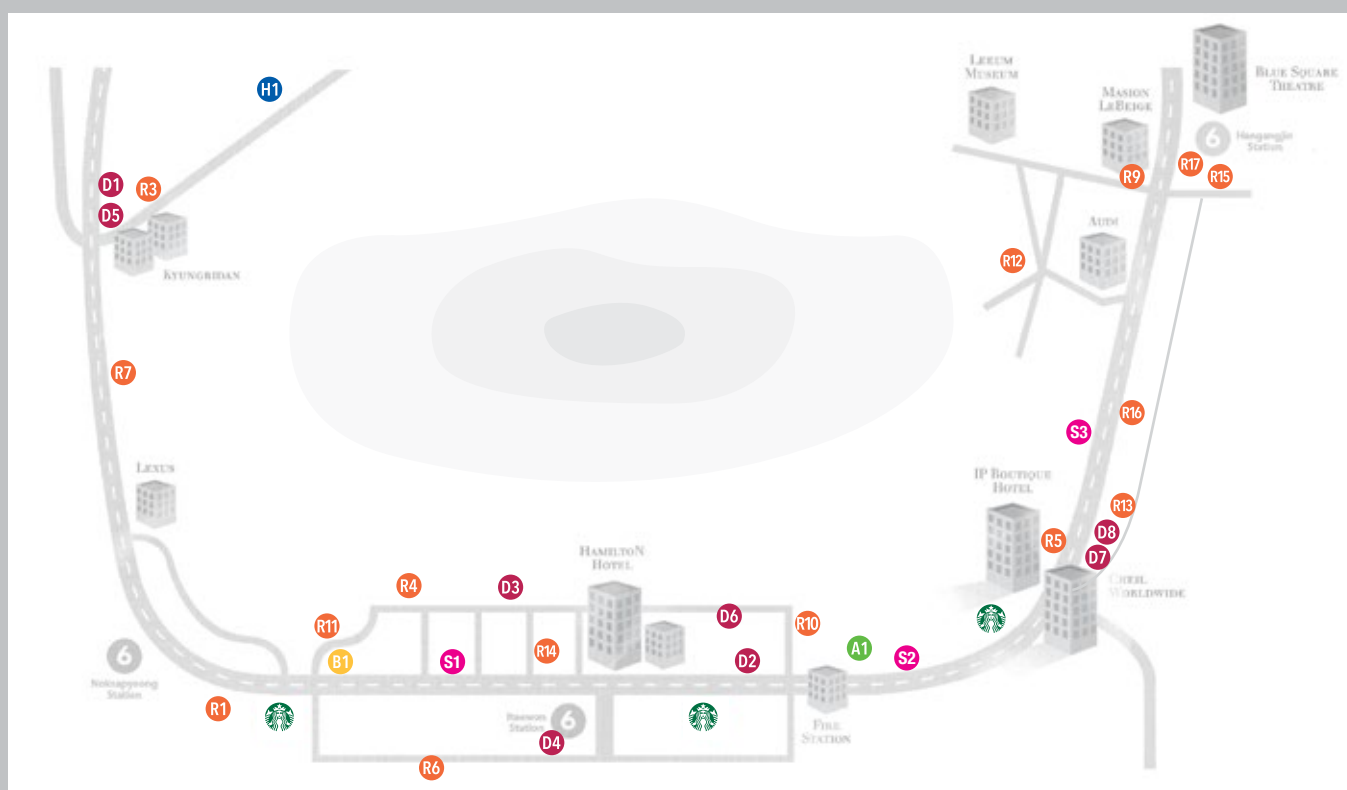 LEEUM
MUSEUM
BLUE SQUARE
THEATRE
MASION
LEBEIGE
H1
6
Hangangjin
Station
R17
R9
R15
D1
R3
D5
AUDI
R12
KYUNGRIDAN
R7
R16
S3
LEXUS
IP BOUTIQUE
HOTEL
R13
D8
R5
D7
HAMILTON
HOTEL
CHEIL
WORLDWIDE
R4
D3
D6
R11
R10
A1
R14
B1
S1
D2
S2
6
Noksapyeong
Station
R1
Itaewon
Station
6
FIRE
STATION
D4
R6